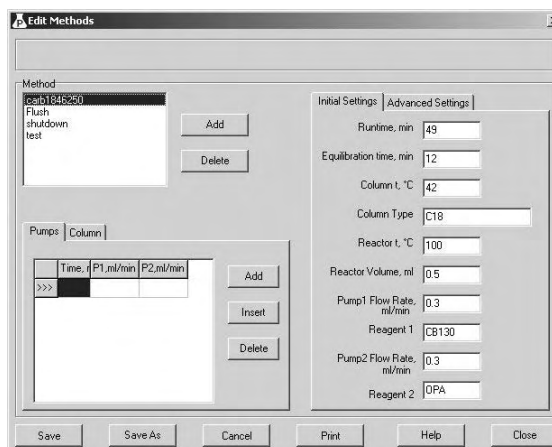 Edit Methods
Method
carb1846250
Flush
shutdown
test
Add
Delete
Pumps Column
Time, r P1,ml/min P2,ml/min
>>>
Add
Insert
Delete
Initial Settings Advanced Settings
Runtime, min 49
Equilibration time, min 12
Column t, °C 42
Column Type C18
Reactor t, °C 100
Reactor Volume, ml 0.5
Pump1 Flow Rate, ml/min 0.3
Reagent 1 CB130
Pump2 Flow Rate, ml/min 0.3
Reagent 2 OPA
Save Save As Cancel Print Help Close